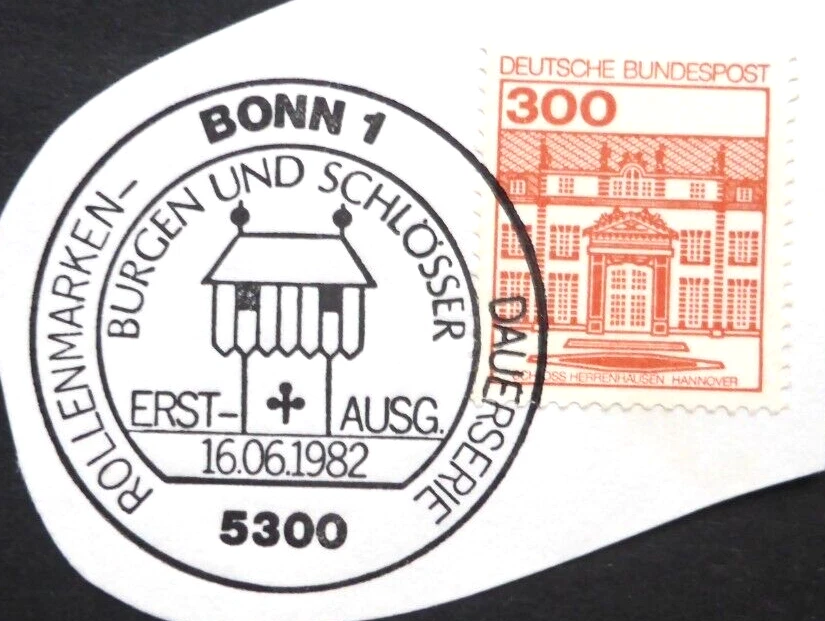 BONN 1
ROLLENMARKEN-
DAUERSERIE
BURGEN UND SCHLÖSSER
ERST-
AUSG.
16.06.1982
5300
DEUTSCHE BUNDESPOST
300
SCHLOSS HERRENHAUSEN HANNOVER